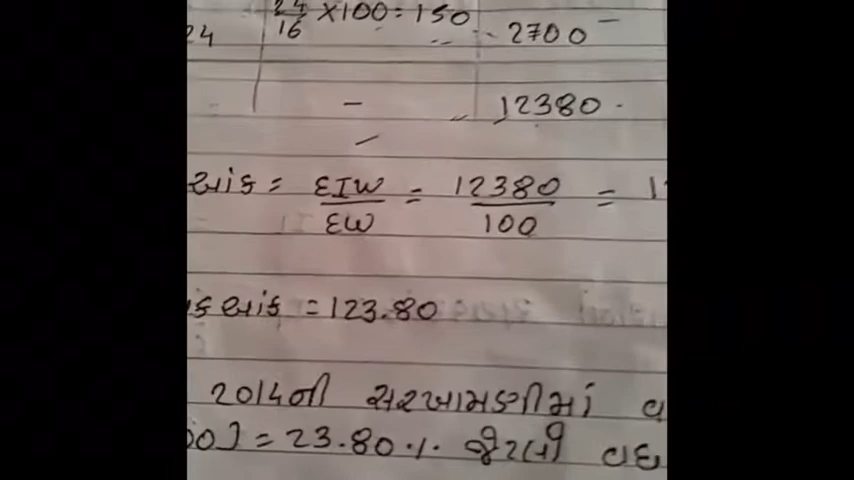 24 24/16 ×100 = 150 2700
- 12380
આંક = ΣIW/ΣW = 12380/100 =
આંક = 123.80
2014ની સરખામણીમાં
= 23.80 % જેટલી